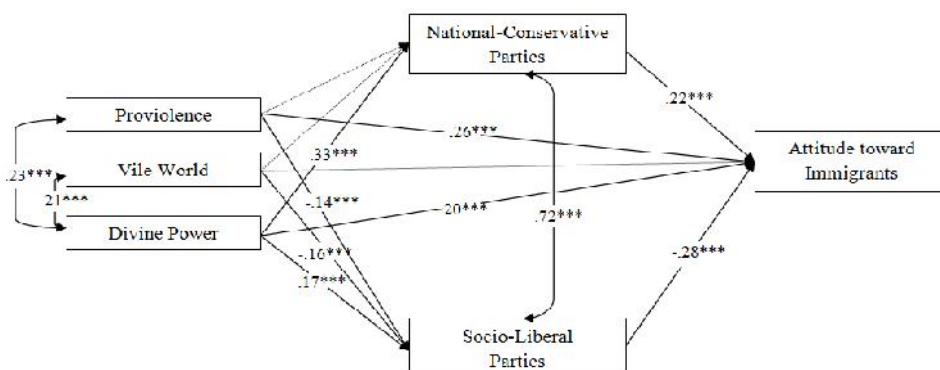 National-Conservative
Parties
.22***
Proviolence
.26***
Attitude toward
Immigrants
.33***
Vile World
.23***
.21***
-.14***
.20***
.72***
Divine Power
-.16***
-.28***
.17***
Socio-Liberal
Parties